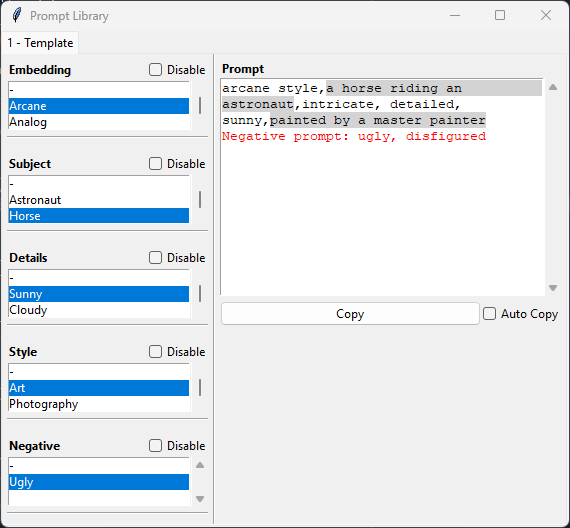 Prompt Library
1 - Template
Embedding
Disable
-
Arcane
Analog
Subject
Disable
-
Astronaut
Horse
Details
Disable
-
Sunny
Cloudy
Style
Disable
-
Art
Photography
Negative
Disable
-
Ugly
Prompt
arcane style,a horse riding an
astronaut,intricate, detailed,
sunny,painted by a master painter
Negative prompt: ugly, disfigured
Copy
Auto Copy